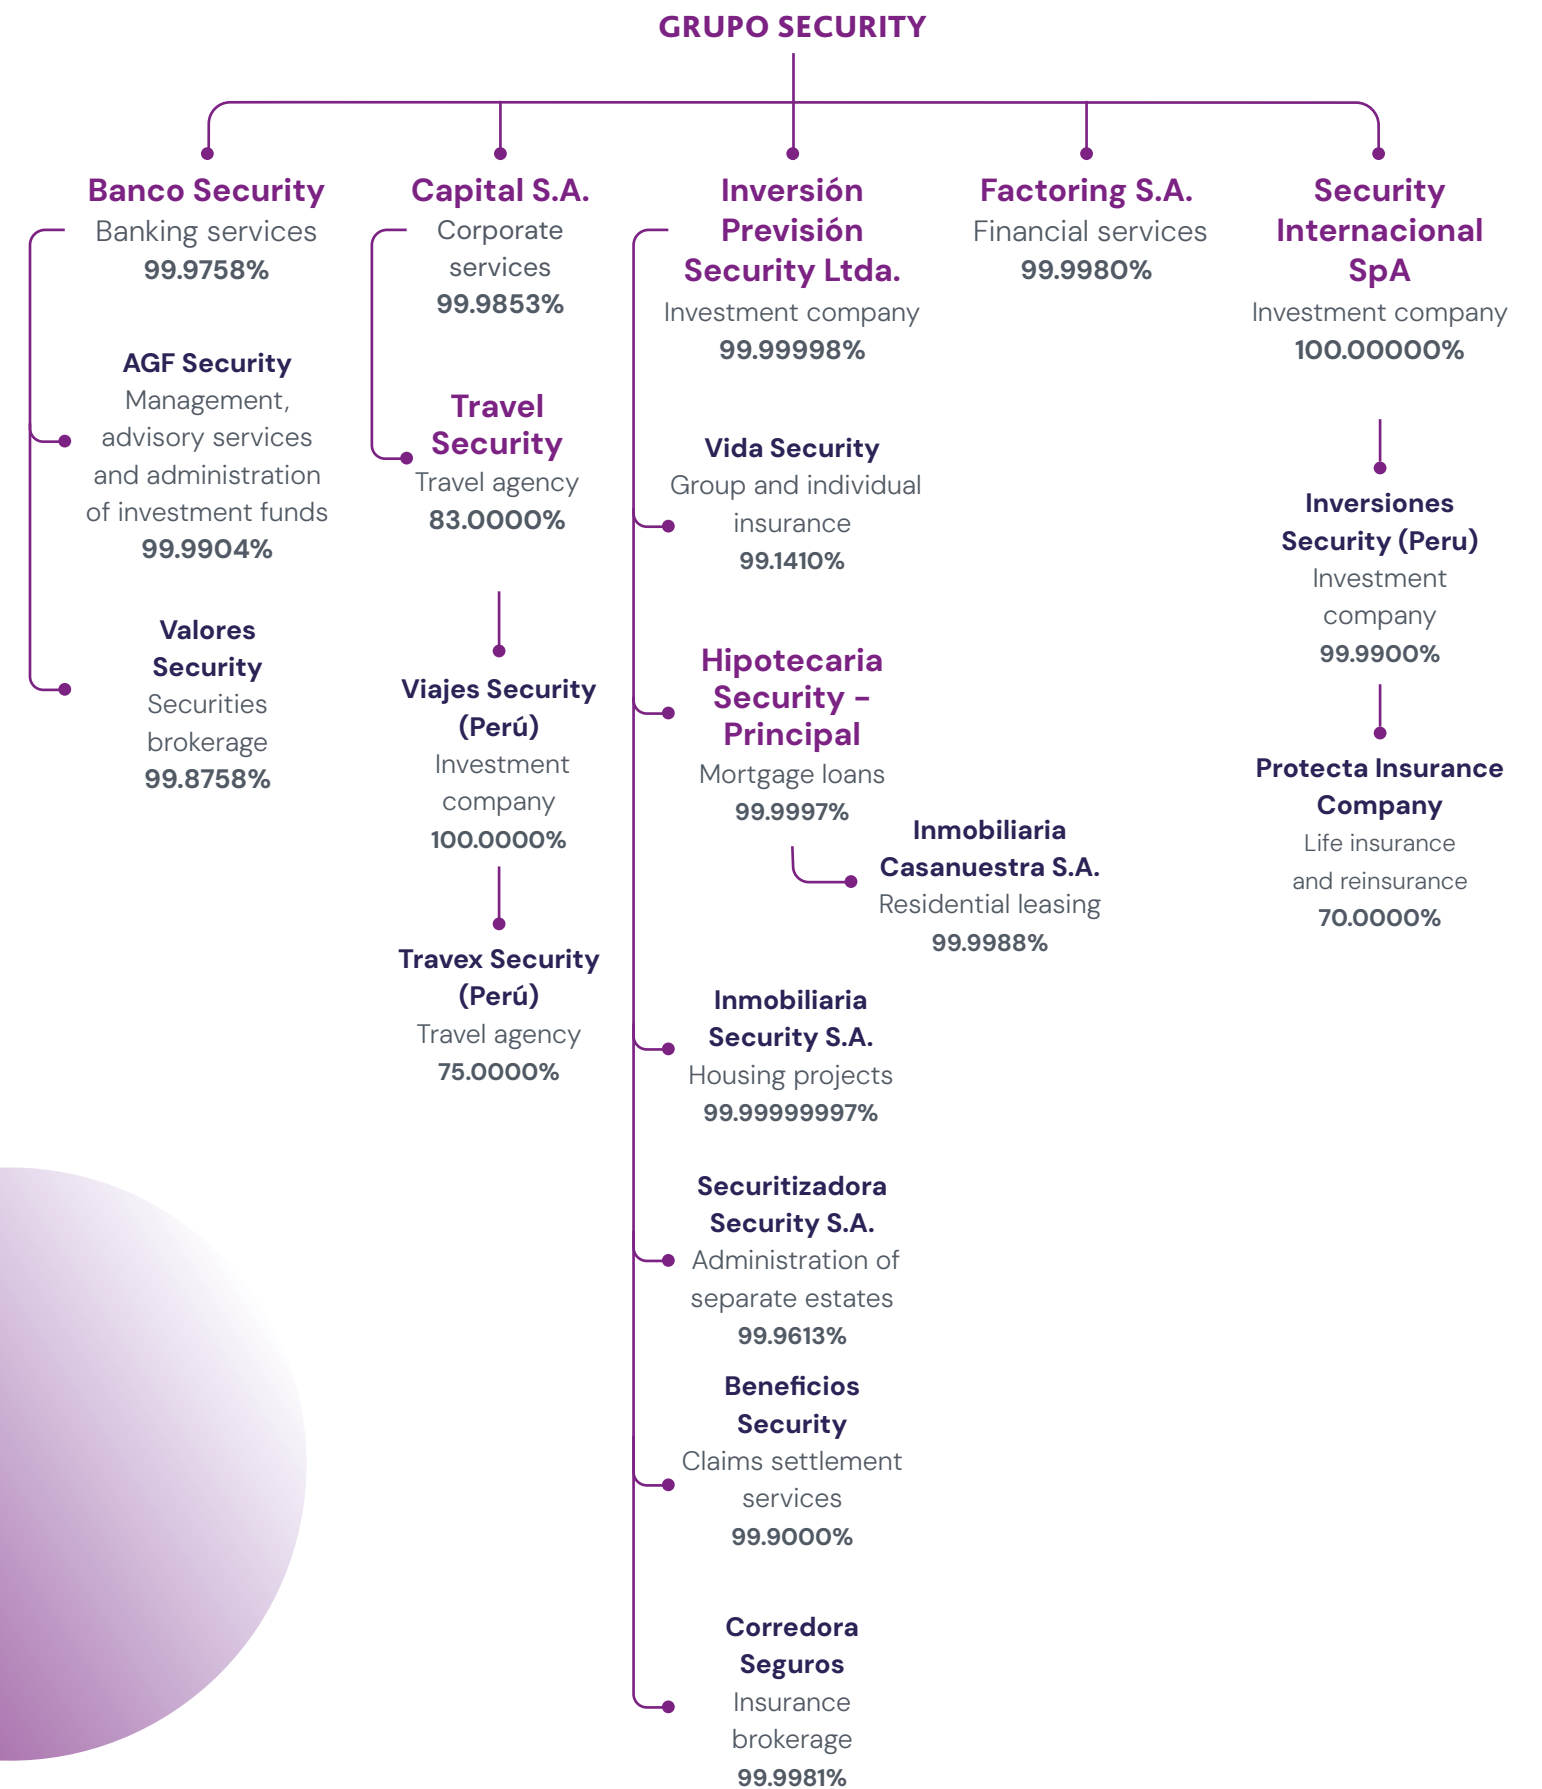 GRUPO SECURITY
Banco Security
Banking services
99.9758%
AGF Security
Management,
advisory services
and administration
of investment funds
99.9904%
Valores
Security
Securities
brokerage
99.8758%
Capital S.A.
Corporate
services
99.9853%
Travel
Security
Travel agency
83.0000%
Viajes Security
(Perú)
Investment
company
100.0000%
Travex Security
(Perú)
Travel agency
75.0000%
Inversión
Previsión
Security Ltda.
Investment company
99.99998%
Vida Security
Group and individual
insurance
99.1410%
Hipotecaria
Security -
Principal
Mortgage loans
99.9997%
Inmobiliaria
Casanuestra S.A.
Residential leasing
99.9988%
Inmobiliaria
Security S.A.
Housing projects
99.99999997%
Securitizadora
Security S.A.
Administration of
separate estates
99.9613%
Beneficios
Security
Claims settlement
services
99.9000%
Corredora
Seguros
Insurance
brokerage
99.9981%
Factoring S.A.
Financial services
99.9980%
Security
Internacional
SpA
Investment company
100.00000%
Inversiones
Security (Peru)
Investment
company
99.9900%
Protecta Insurance
Company
Life insurance
and reinsurance
70.0000%